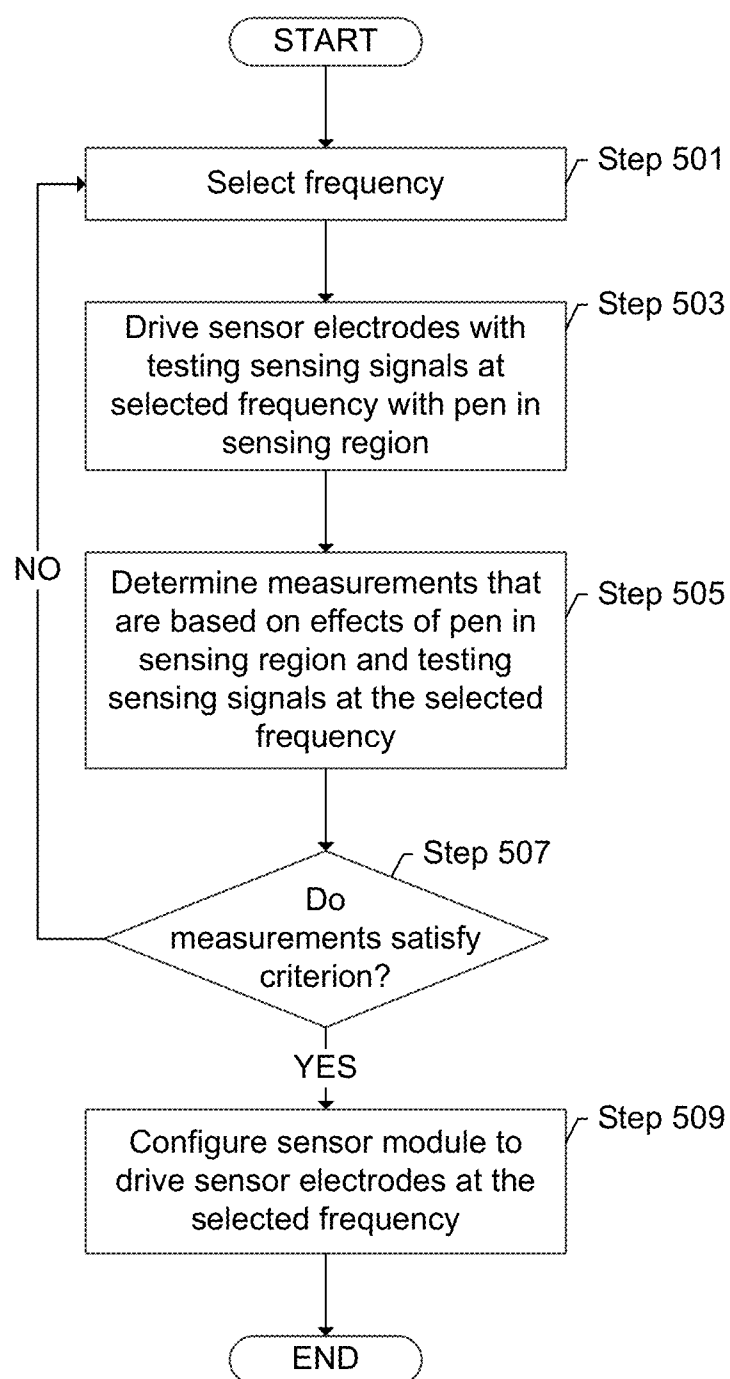 START
Select frequency
Step 501
Drive sensor electrodes with
testing sensing signals at
selected frequency with pen in
sensing region
Step 503
Determine measurements that
are based on effects of pen in
sensing region and testing
sensing signals at the selected
frequency
Step 505
NO
Do
measurements satisfy
criterion?
Step 507
YES
Configure sensor module to
drive sensor electrodes at the
selected frequency
Step 509
END